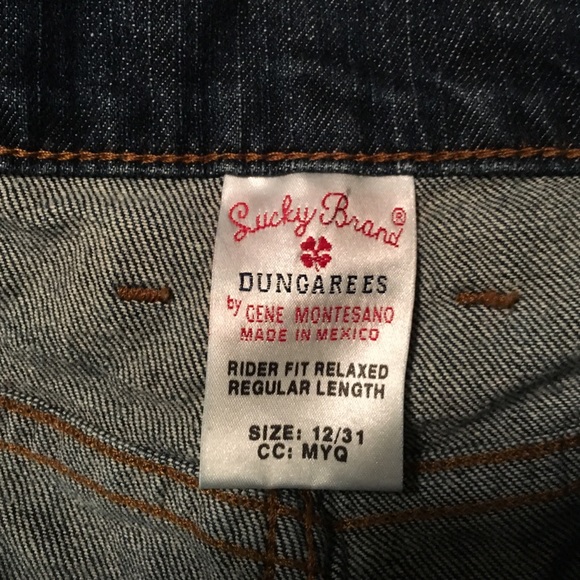 Lucky Brand®
DUNGAREES
by GENE MONTESANO
MADE IN MEXICO
RIDER FIT RELAXED
REGULAR LENGTH
SIZE: 12/31
CC: MYQ